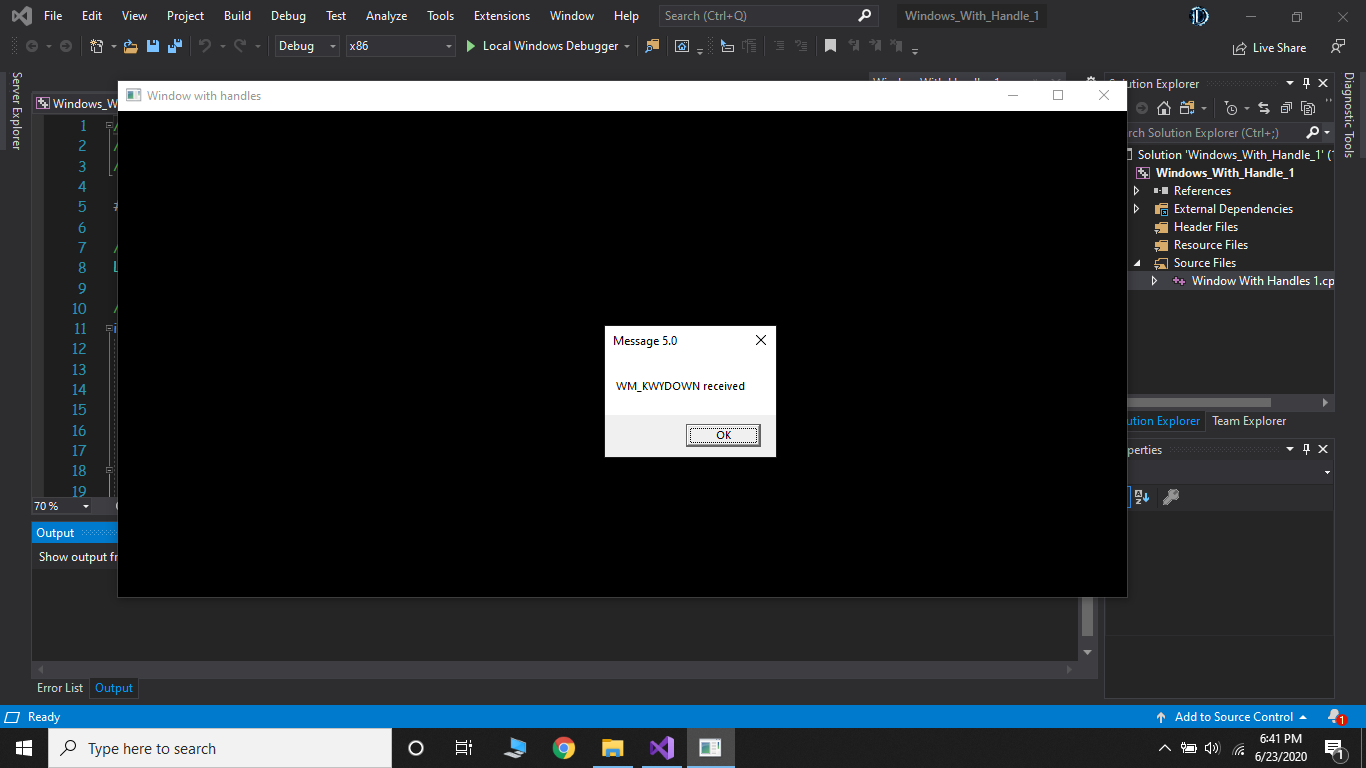 File Edit View Project Build Debug Test Analyze Tools Extensions Window Help Search (Ctrl+Q) Windows_With_Handle_1
Debug x86 Local Windows Debugger Live Share
Server Explorer
Diagnostic Tools
Windows_W
Window with handles
1
2
3
4
5
6
7
8
9
10
11
12
13
14
15
16
17
18
19
70 %
Message 5.0
WM_KWYDOWN received
OK
ution Explorer
rch Solution Explorer (Ctrl+;)
Solution 'Windows_With_Handle_1' (1
Windows_With_Handle_1
References
External Dependencies
Header Files
Resource Files
Source Files
Window With Handles 1.cp
ution Explorer Team Explorer
perties
Output
Show output fr
Error List Output
Ready Add to Source Control 1
Type here to search
6:41 PM
6/23/2020
1